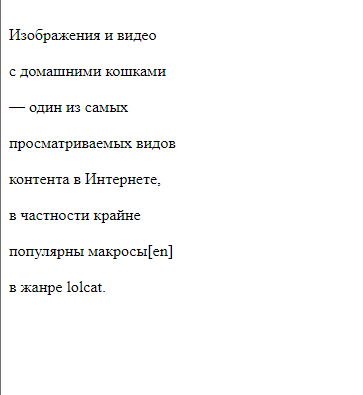 Изображения и видео
с домашними кошками
— один из самых
просматриваемых видов
контента в Интернете,
в частности крайне
популярны макросы[en]
в жанре lolcat.